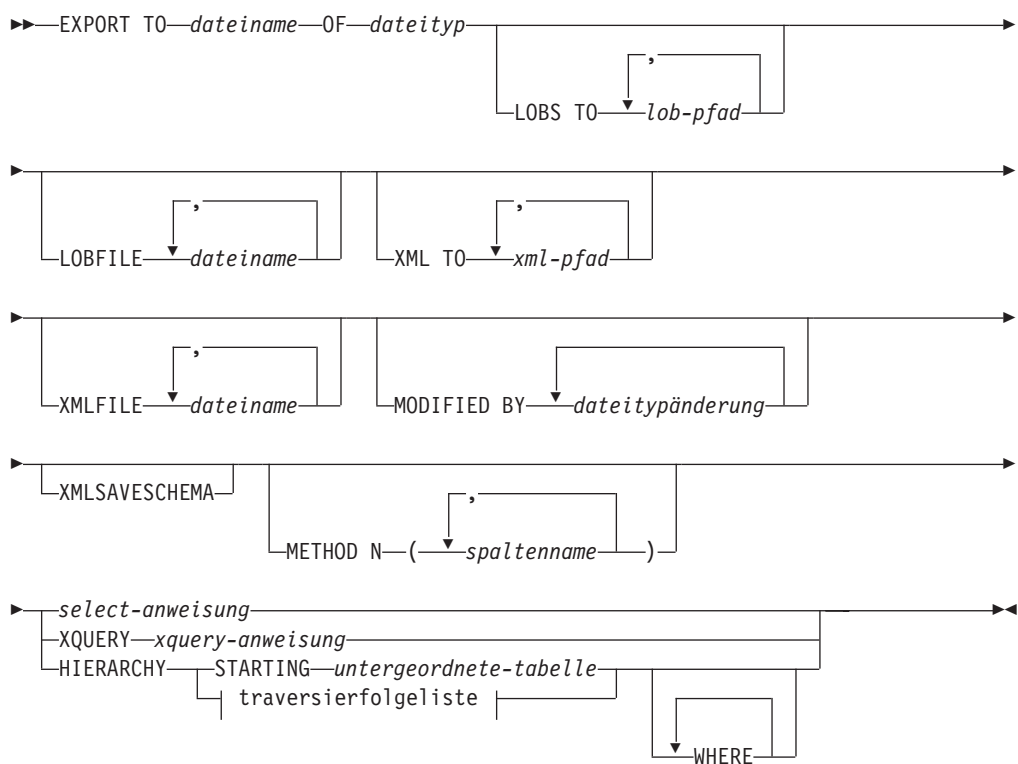 EXPORT TO dateiname OF dateityp
,
LOBS TO lob-pfad
, ,
LOBFILE dateiname XML TO xml-pfad
,
XMLFILE dateiname MODIFIED BY dateitypänderung
XMLSAVESCHEMA ,
METHOD N ( spaltenname )
select-anweisung
XQUERY xquery-anweisung
HIERARCHY STARTING untergeordnete-tabelle
traversierfolgeliste
WHERE